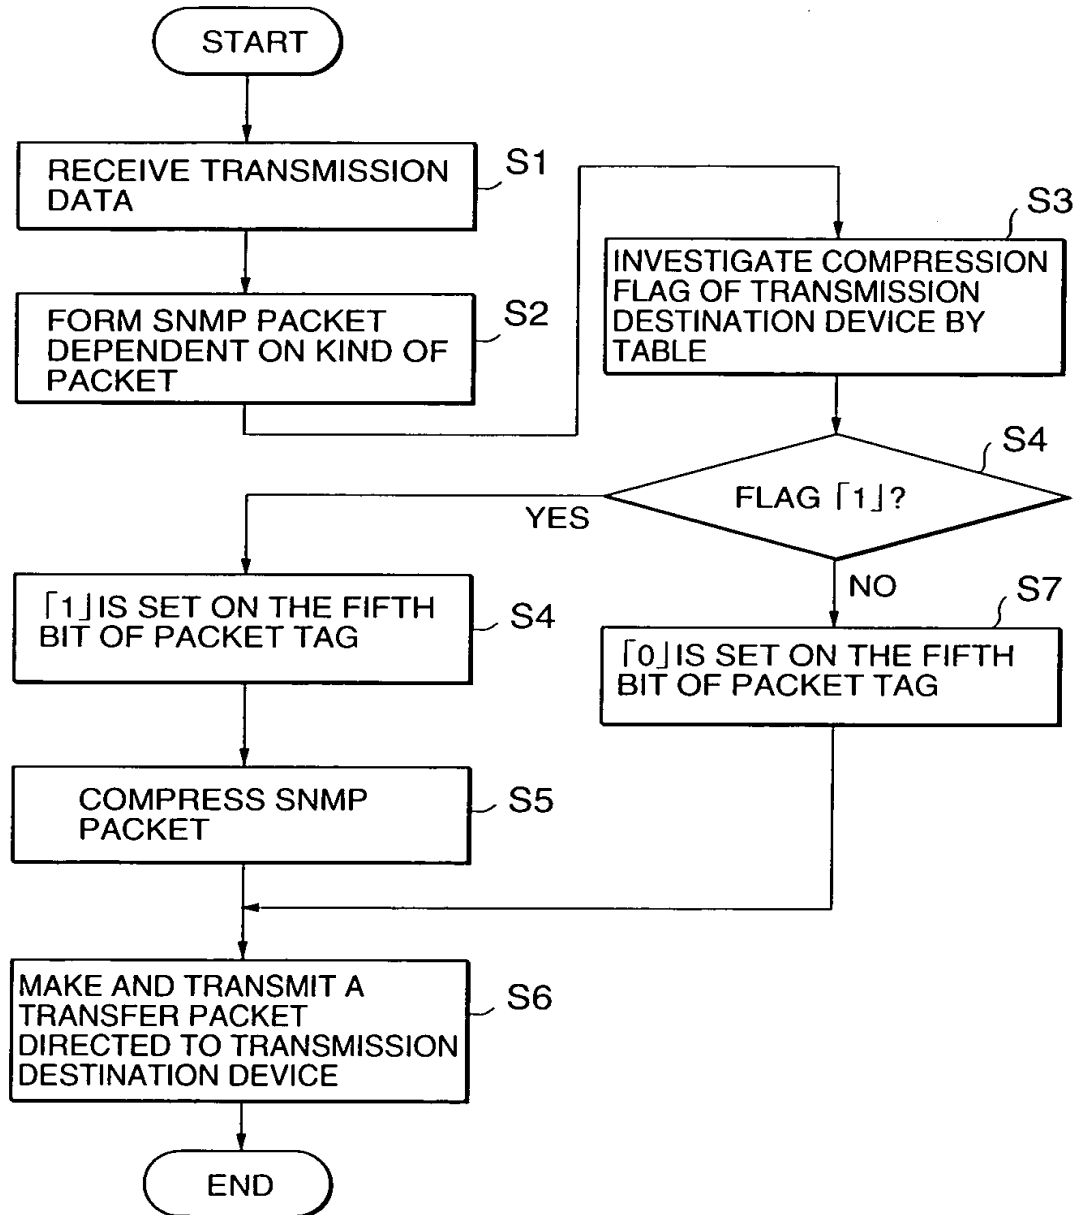 START
RECEIVE TRANSMISSION
DATA
S1
FORM SNMP PACKET
DEPENDENT ON KIND OF
PACKET
S2
S3
INVESTIGATE COMPRESSION
FLAG OF TRANSMISSION
DESTINATION DEVICE BY
TABLE
S4
FLAG「1」?
YES
NO
「1」IS SET ON THE FIFTH
BIT OF PACKET TAG
S4
S7
「0」IS SET ON THE FIFTH
BIT OF PACKET TAG
COMPRESS SNMP
PACKET
S5
MAKE AND TRANSMIT A
TRANSFER PACKET
DIRECTED TO TRANSMISSION
DESTINATION DEVICE
S6
END